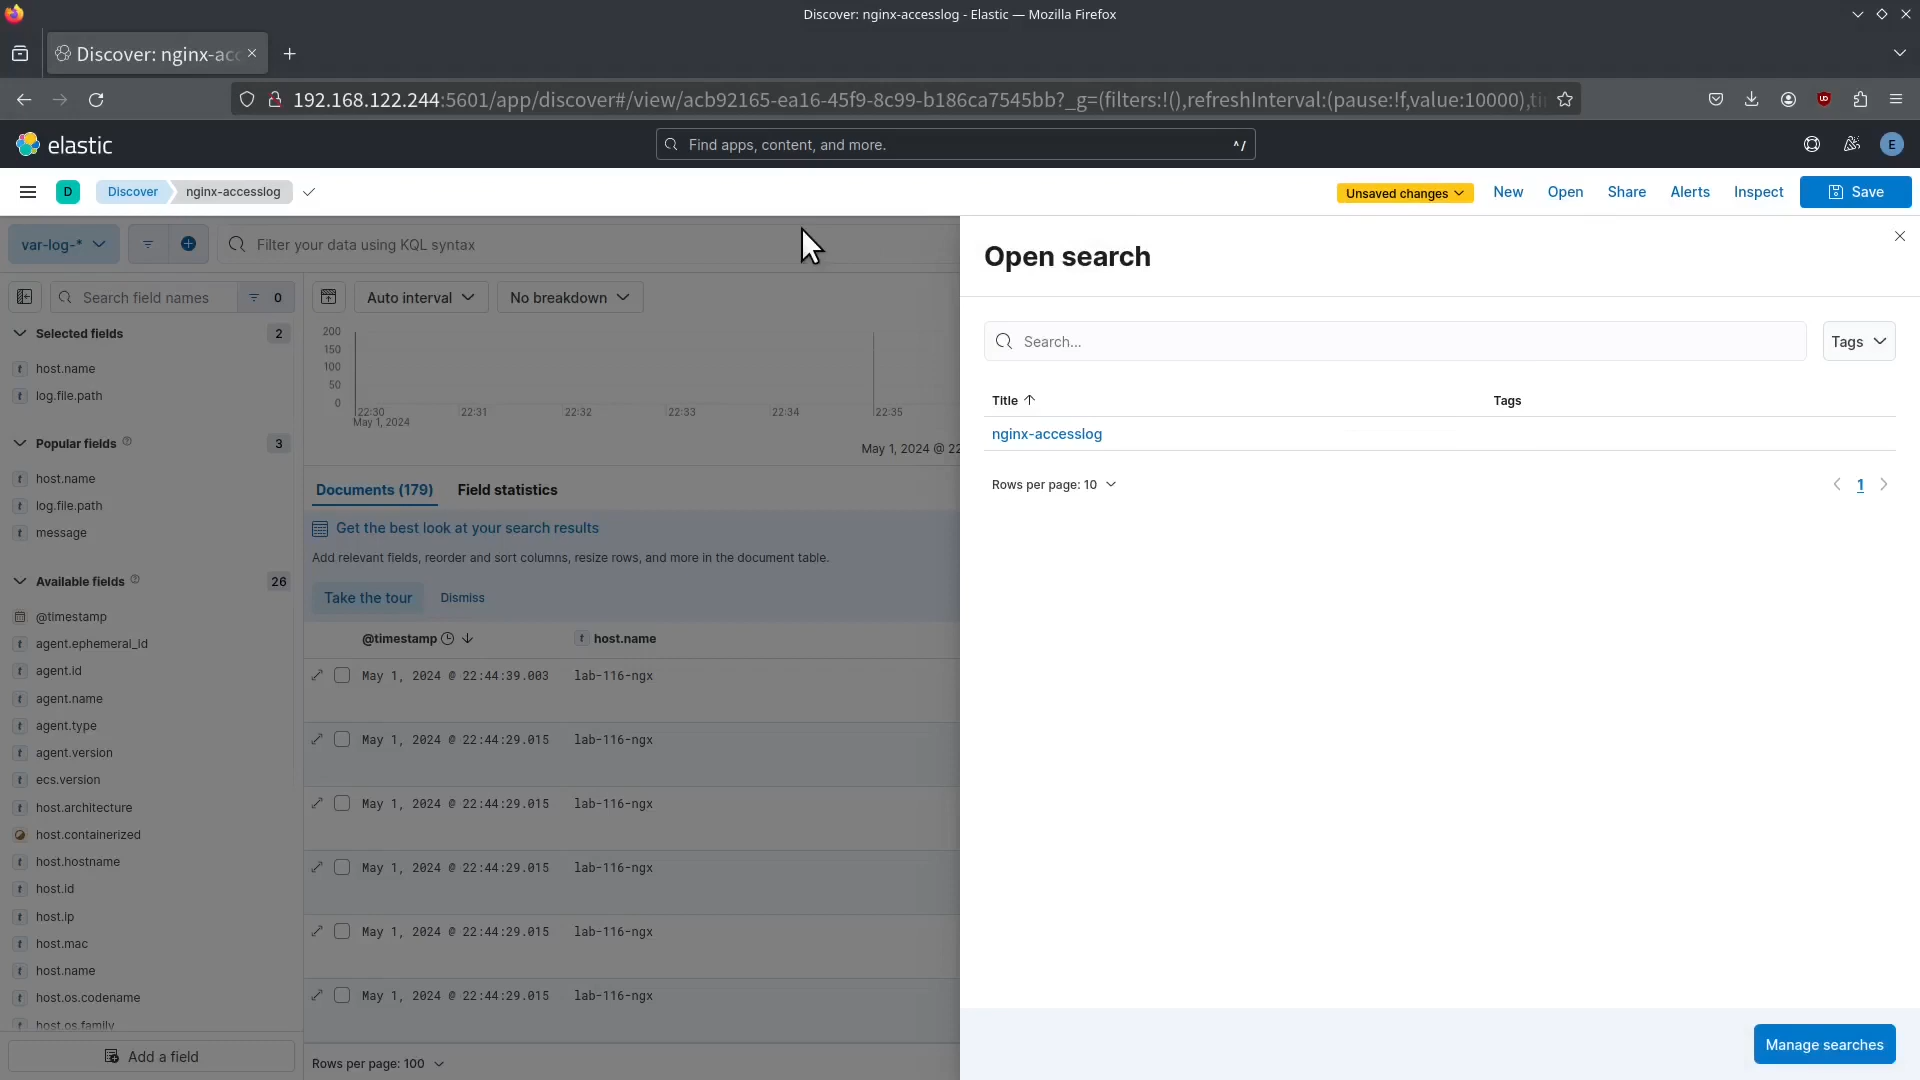 Discover: nginx-accesslog - Elastic — Mozilla Firefox
Discover: nginx-acc
192.168.122.244:5601/app/discover#/view/acb92165-ea16-45f9-8c99-b186ca7545bb?_g=(filters:!(),refreshInterval:(pause:!f,value:10000),ti
elastic
Find apps, content, and more.
^/
E
D
Discover
nginx-accesslog
Unsaved changes
New
Open
Share
Alerts
Inspect
Save
var-log-*
Filter your data using KQL syntax
Search field names
0
Selected fields
2
host.name
log.file.path
Popular fields
3
host.name
log.file.path
message
Available fields
26
@timestamp
agent.ephemeral_id
agent.id
agent.name
agent.type
agent.version
ecs.version
host.architecture
host.containerized
host.hostname
host.id
host.ip
host.mac
host.name
host.os.codename
host.os.family
Add a field
Auto interval
No breakdown
200
150
100
50
0
22:30
22:31
22:32
22:33
22:34
22:35
May 1, 2024
May 1, 2024 @ 22
Documents (179)
Field statistics
Get the best look at your search results
Add relevant fields, reorder and sort columns, resize rows, and more in the document table.
Take the tour
Dismiss
@timestamp
host.name
May 1, 2024 @ 22:44:39.003 lab-116-ngx
May 1, 2024 @ 22:44:29.015 lab-116-ngx
May 1, 2024 @ 22:44:29.015 lab-116-ngx
May 1, 2024 @ 22:44:29.015 lab-116-ngx
May 1, 2024 @ 22:44:29.015 lab-116-ngx
May 1, 2024 @ 22:44:29.015 lab-116-ngx
Rows per page: 100
Open search
Search...
Tags
Title
Tags
nginx-accesslog
Rows per page: 10
1
Manage searches